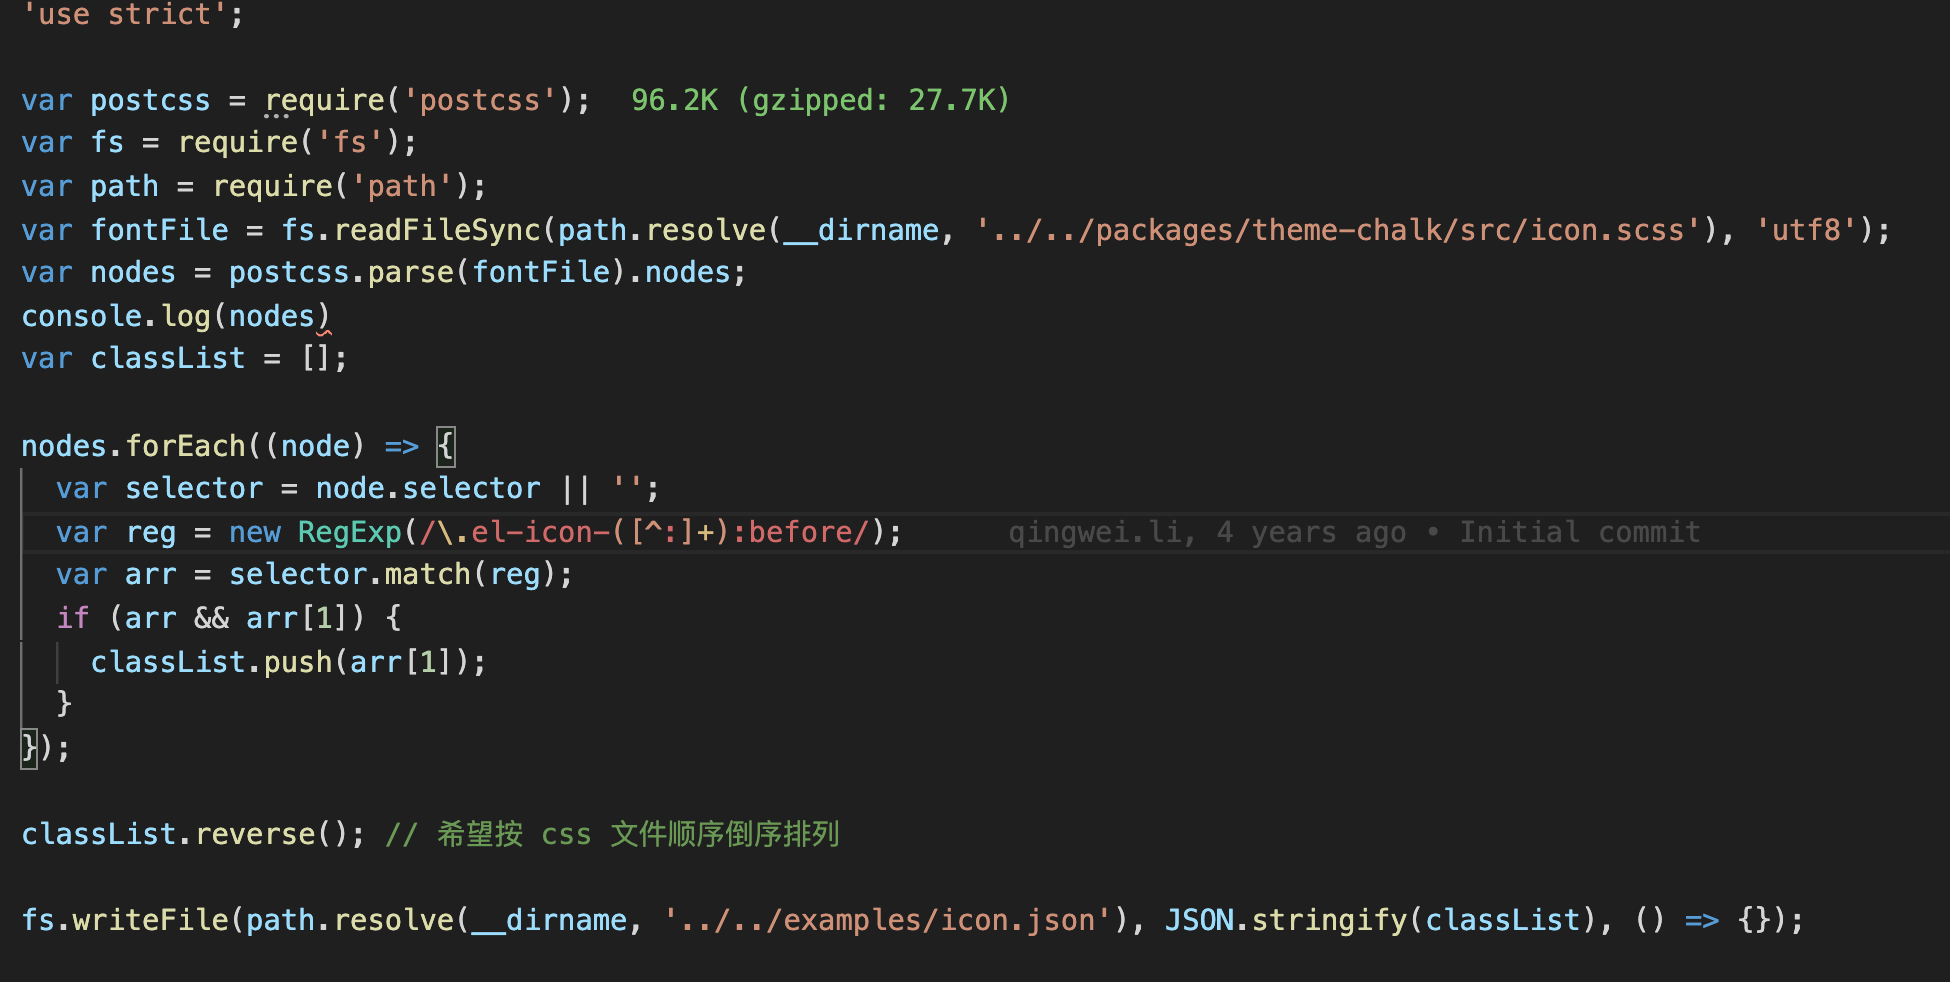 'use strict';
var postcss = require('postcss'); 96.2K (gzipped: 27.7K)
var fs = require('fs');
var path = require('path');
var fontFile = fs.readFileSync(path.resolve(__dirname, '../../packages/theme-chalk/src/icon.scss'), 'utf8');
var nodes = postcss.parse(fontFile).nodes;
console.log(nodes)
var classList = [];
nodes.forEach((node) => {
  var selector = node.selector || '';
  var reg = new RegExp(/\.el-icon-([^:]+):before/); qingwei.li, 4 years ago • Initial commit
  var arr = selector.match(reg);
  if (arr && arr[1]) {
    classList.push(arr[1]);
  }
});
classList.reverse(); // 希望按 css 文件顺序倒序排列
fs.writeFile(path.resolve(__dirname, '../../examples/icon.json'), JSON.stringify(classList), () => {});